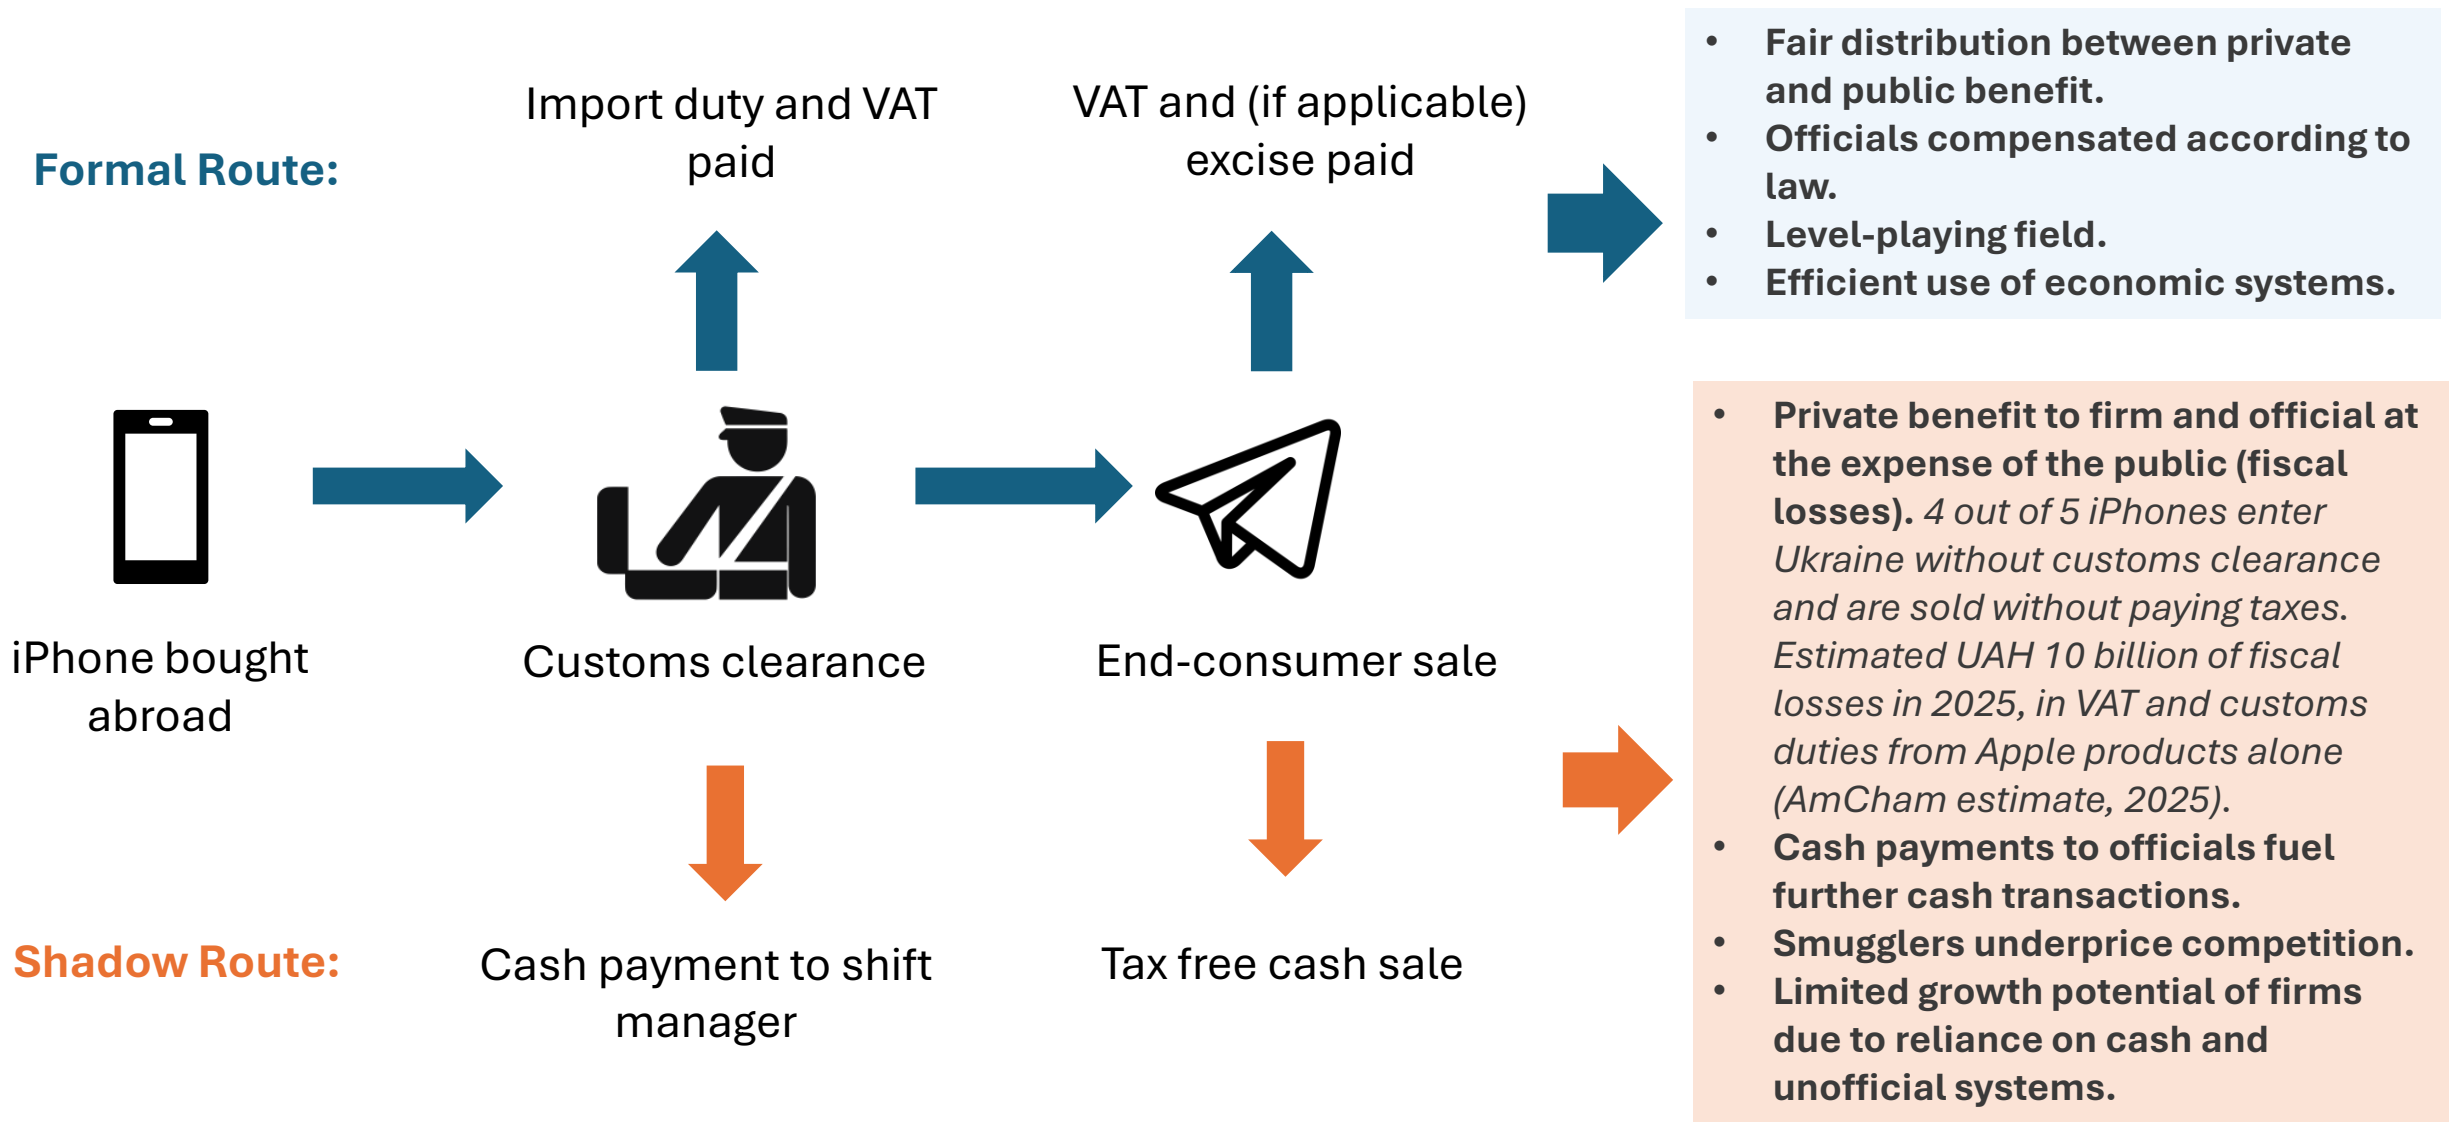 Formal Route:
Import duty and VAT
paid
VAT and (if applicable)
excise paid
• Fair distribution between private
and public benefit.
• Officials compensated according to
law.
• Level-playing field.
• Efficient use of economic systems.
iPhone bought
abroad
Customs clearance
End-consumer sale
Shadow Route:
Cash payment to shift
manager
Tax free cash sale
• Private benefit to firm and official at
the expense of the public (fiscal
losses). 4 out of 5 iPhones enter
Ukraine without customs clearance
and are sold without paying taxes.
Estimated UAH 10 billion of fiscal
losses in 2025, in VAT and customs
duties from Apple products alone
(AmCham estimate, 2025).
• Cash payments to officials fuel
further cash transactions.
• Smugglers underprice competition.
• Limited growth potential of firms
due to reliance on cash and
unofficial systems.